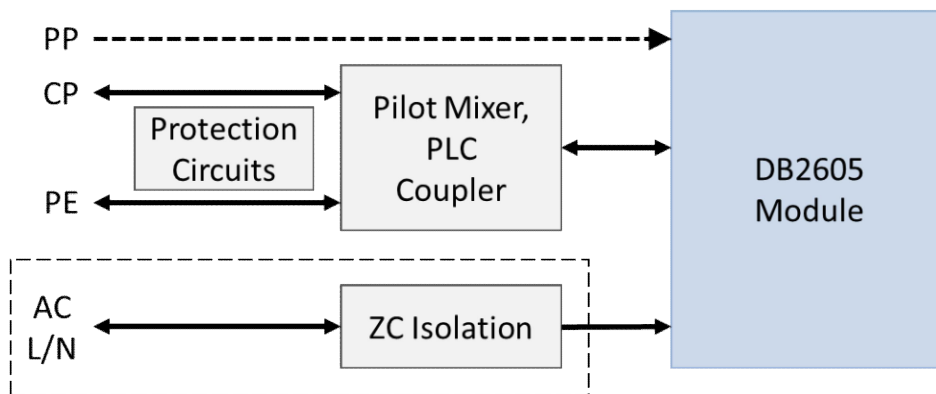 PP
CP
Protection
Circuits
PE
Pilot Mixer,
PLC
Coupler
DB2605
Module
AC
L/N
ZC Isolation